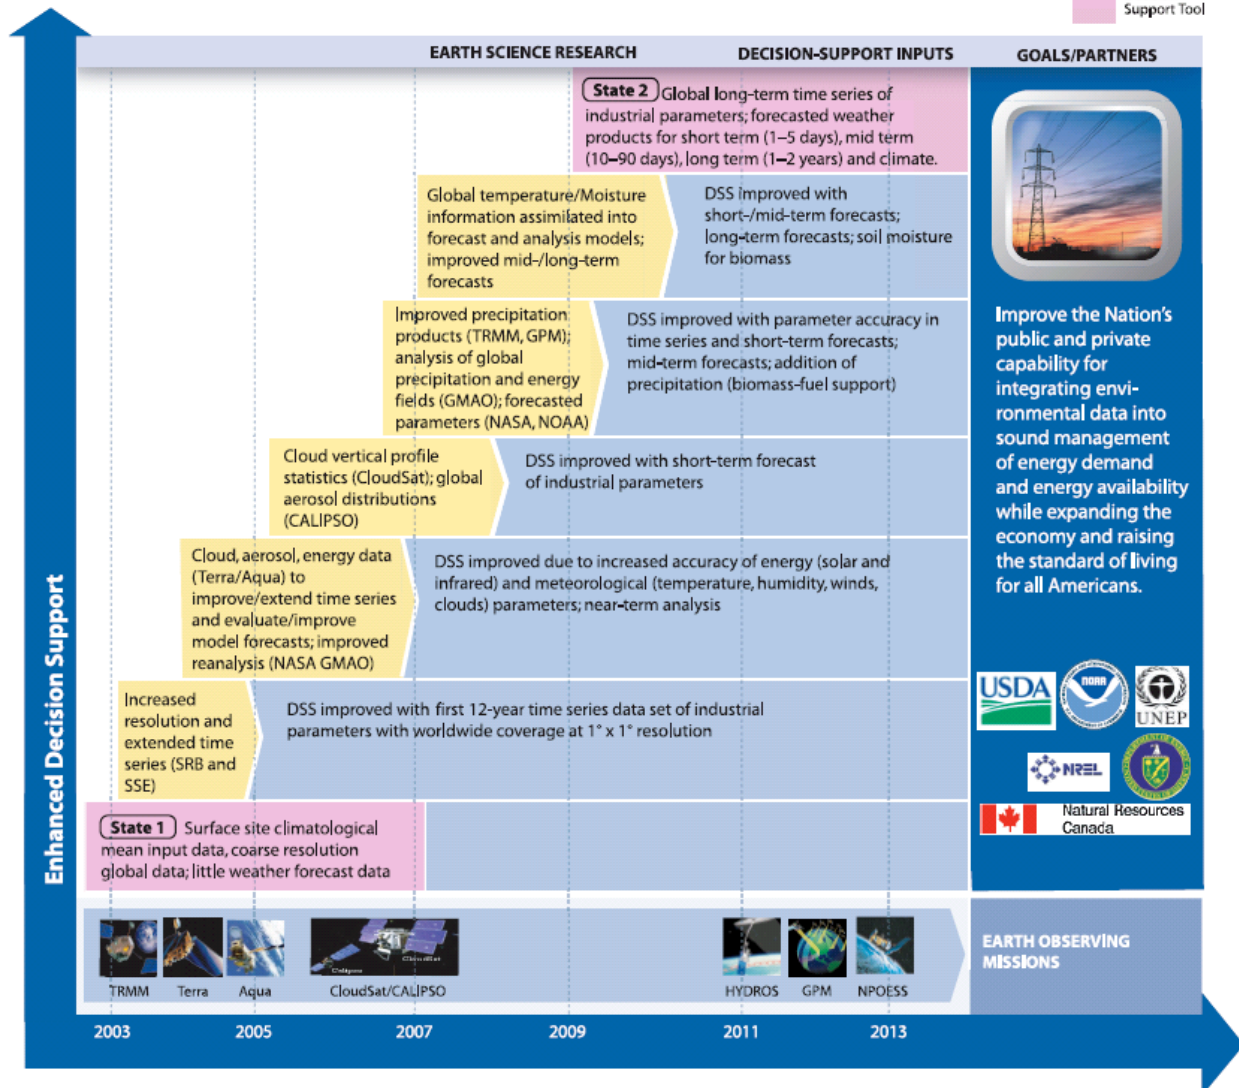 Support Tool
EARTH SCIENCE RESEARCH
DECISION-SUPPORT INPUTS
GOALS/PARTNERS
State 2 Global long-term time series of
industrial parameters; forecasted weather
products for short term (1–5 days), mid term
(10–90 days), long term (1–2 years) and climate.
Global temperature/Moisture
information assimilated into
forecast and analysis models;
improved mid-/long-term
forecasts
DSS improved with
short-/mid-term forecasts;
long-term forecasts; soil moisture
for biomass
Improved precipitation
products (TRMM, GPM);
analysis of global
precipitation and energy
fields (GMAO); forecasted
parameters (NASA, NOAA)
DSS improved with parameter accuracy in
time series and short-term forecasts;
mid-term forecasts; addition of
precipitation (biomass-fuel support)
Cloud vertical profile
statistics (CloudSat); global
aerosol distributions
(CALIPSO)
DSS improved with short-term forecast
of industrial parameters
Cloud, aerosol, energy data
(Terra/Aqua) to
improve/extend time series
and evaluate/improve
model forecasts; improved
reanalysis (NASA GMAO)
DSS improved due to increased accuracy of energy (solar and
infrared) and meteorological (temperature, humidity, winds,
clouds) parameters; near-term analysis
Increased
resolution and
extended time
series (SRB and
SSE)
DSS improved with first 12-year time series data set of industrial
parameters with worldwide coverage at 1° x 1° resolution
State 1 Surface site climatological
mean input data, coarse resolution
global data; little weather forecast data
Improve the Nation's
public and private
capability for
integrating envi-
ronmental data into
sound management
of energy demand
and energy availability
while expanding the
economy and raising
the standard of living
for all Americans.
USDA
NOAA
UNEP
NREL
Natural Resources
Canada
Enhanced Decision Support
Calipso
CloudSat
TRMM
Terra
Aqua
CloudSat/CALIPSO
HYDROS
GPM
NPOESS
EARTH OBSERVING
MISSIONS
2003
2005
2007
2009
2011
2013